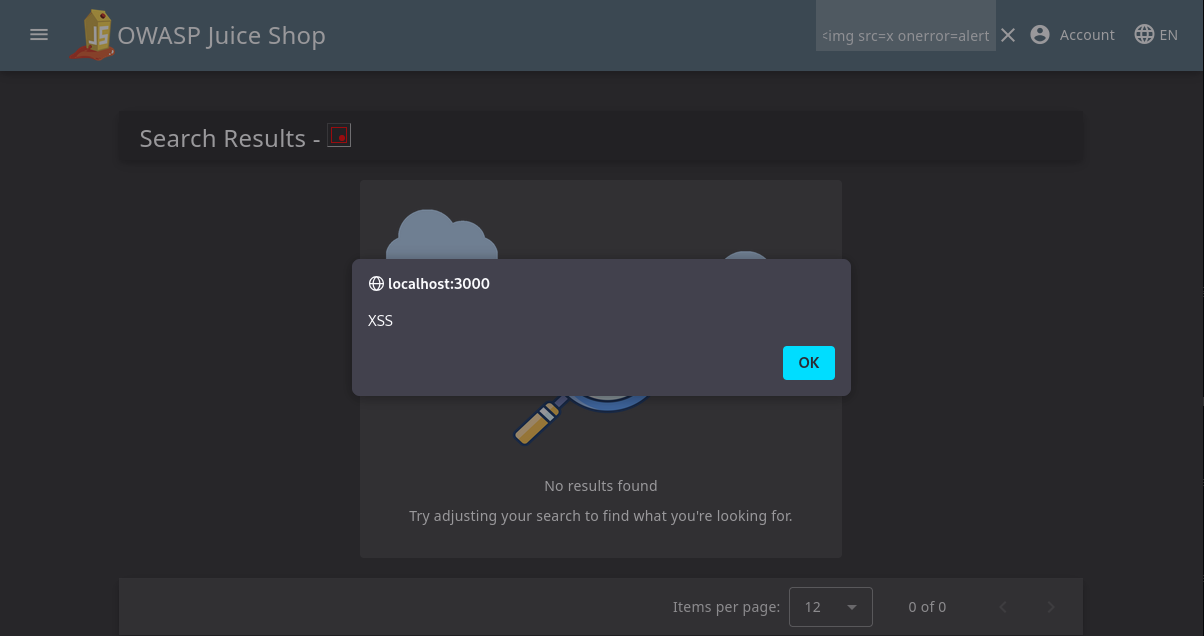 OWASP Juice Shop
<img src=x onerror=alert
Account
EN
Search Results -
localhost:3000
XSS
OK
No results found
Try adjusting your search to find what you're looking for.
Items per page: 12 0 of 0